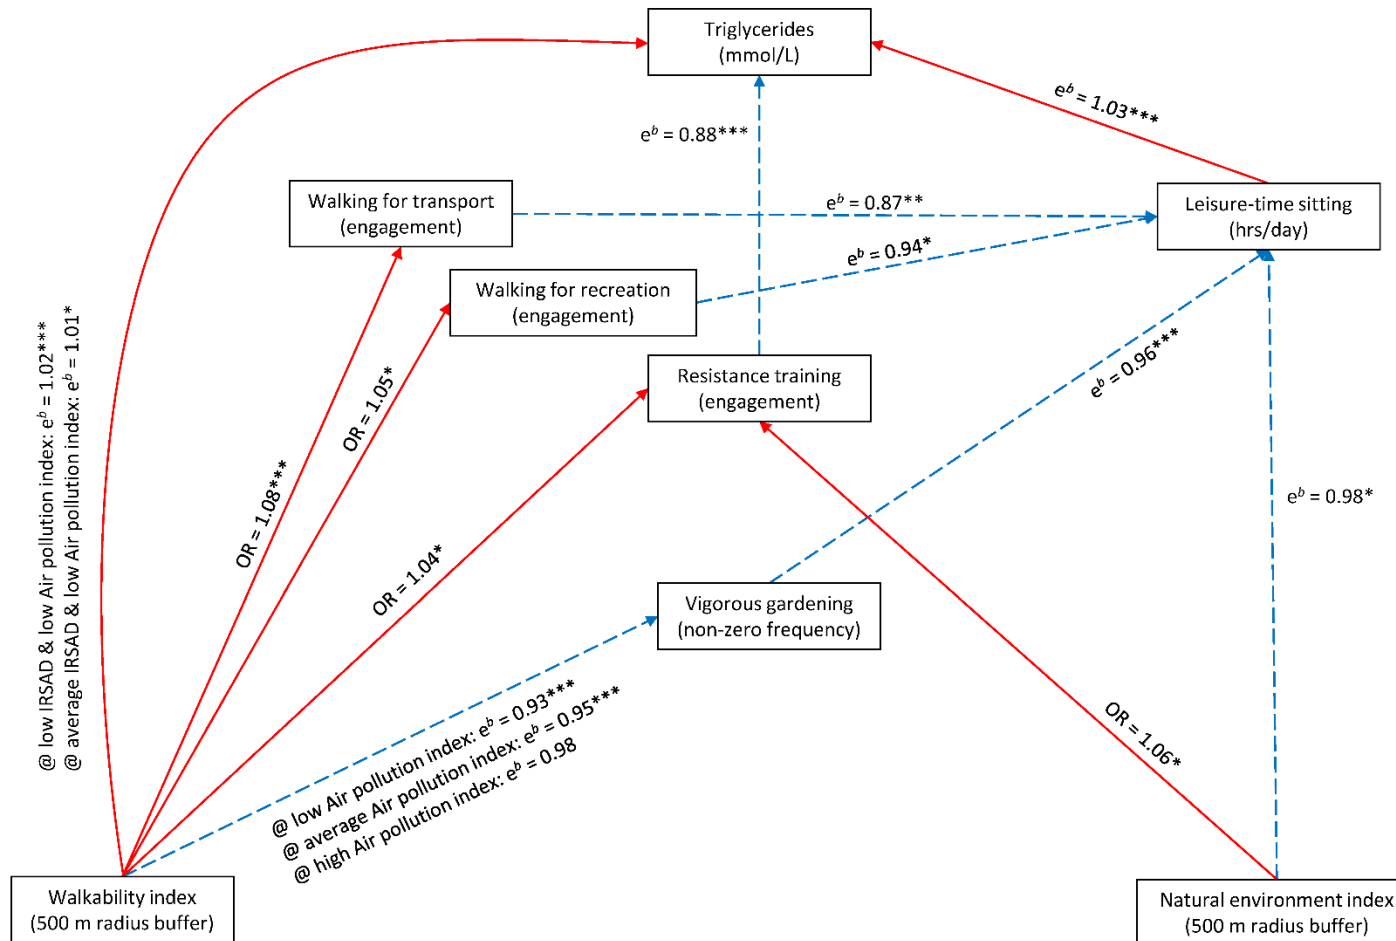 Triglycerides
(mmol/L)
e^b = 1.03***
e^b = 0.88***
Walking for transport
(engagement)
e^b = 0.87**
Leisure-time sitting
(hrs/day)
e^b = 0.94*
Walking for recreation
(engagement)
Resistance training
(engagement)
e^b = 0.96***
e^b = 0.98*
@ low IRSAD & low Air pollution index: e^b = 1.02***
@ average IRSAD & low Air pollution index: e^b = 1.01*
OR = 1.08***
OR = 1.05*
OR = 1.04*
Vigorous gardening
(non-zero frequency)
OR = 1.06*
@ low Air pollution index: e^b = 0.93***
@ average Air pollution index: e^b = 0.95***
@ high Air pollution index: e^b = 0.98
Walkability index
(500 m radius buffer)
Natural environment index
(500 m radius buffer)